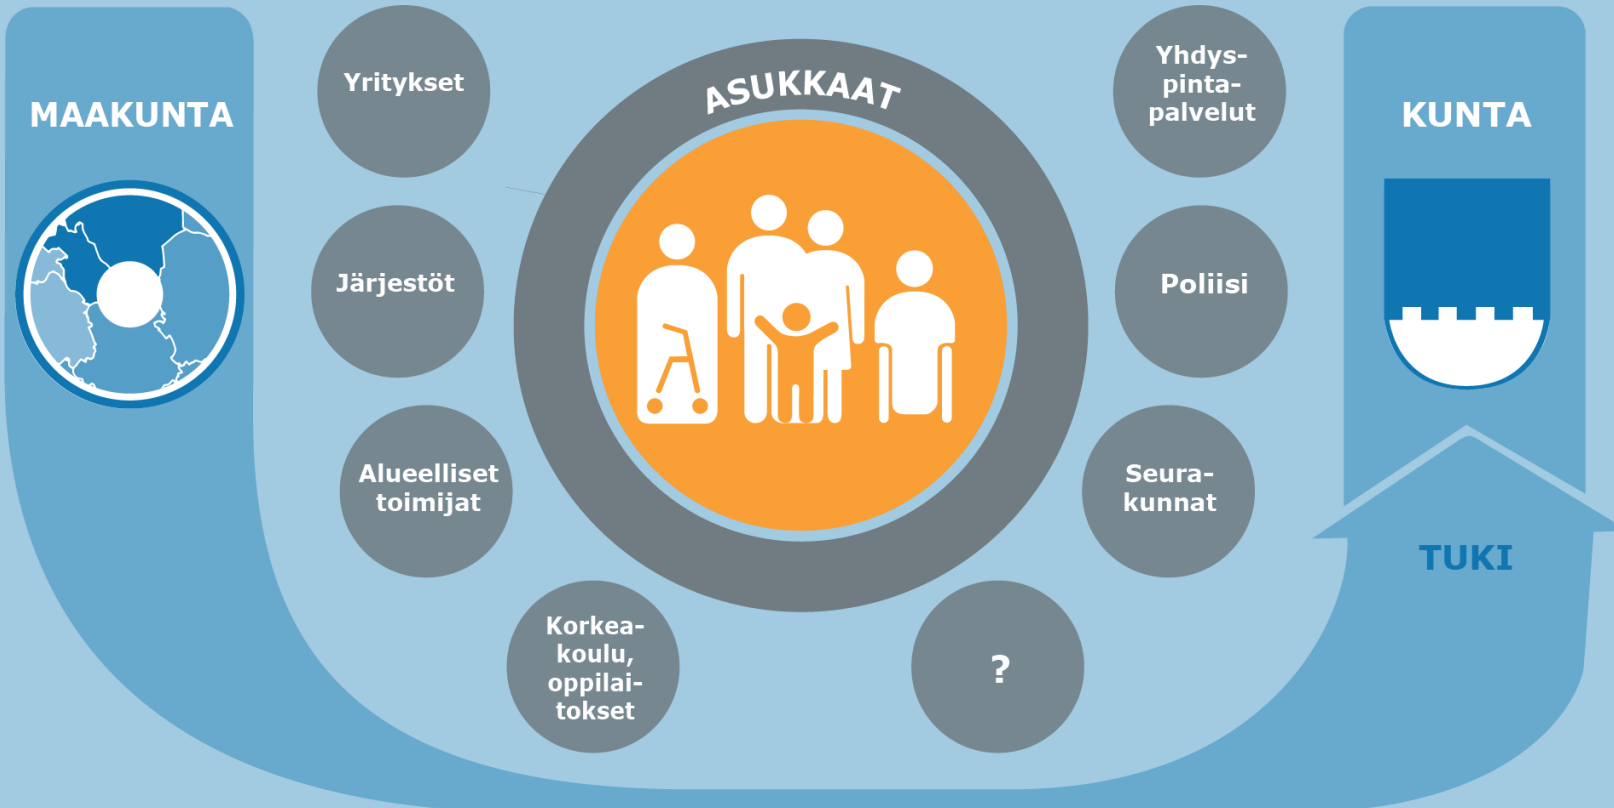 MAAKUNTA
Yritykset
Järjestöt
Alueelliset
toimijat
Korkea-
koulu,
oppilai-
tokset
ASUKKAAT
?
Yhdys-
pinta-
palvelut
Poliisi
Seura-
kunnat
KUNTA
TUKI